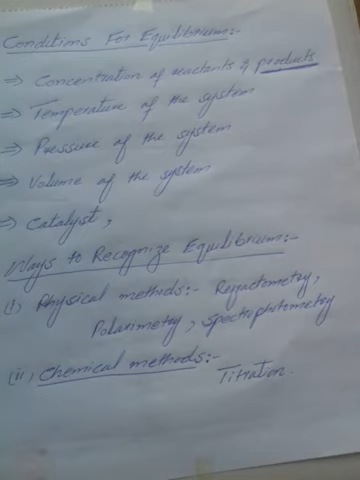 Conditions For Equilibrium:-
⇒ Concentration of reactants & products
⇒ Temperature of the system
⇒ Pressure of the system
⇒ Volume of the system
⇒ Catalyst,
Ways to Recognize Equilibrium:-
(i) Physical methods:- Refractometry,
Polarimetry, Spectrophotometry
(ii) Chemical methods:-
Titration.